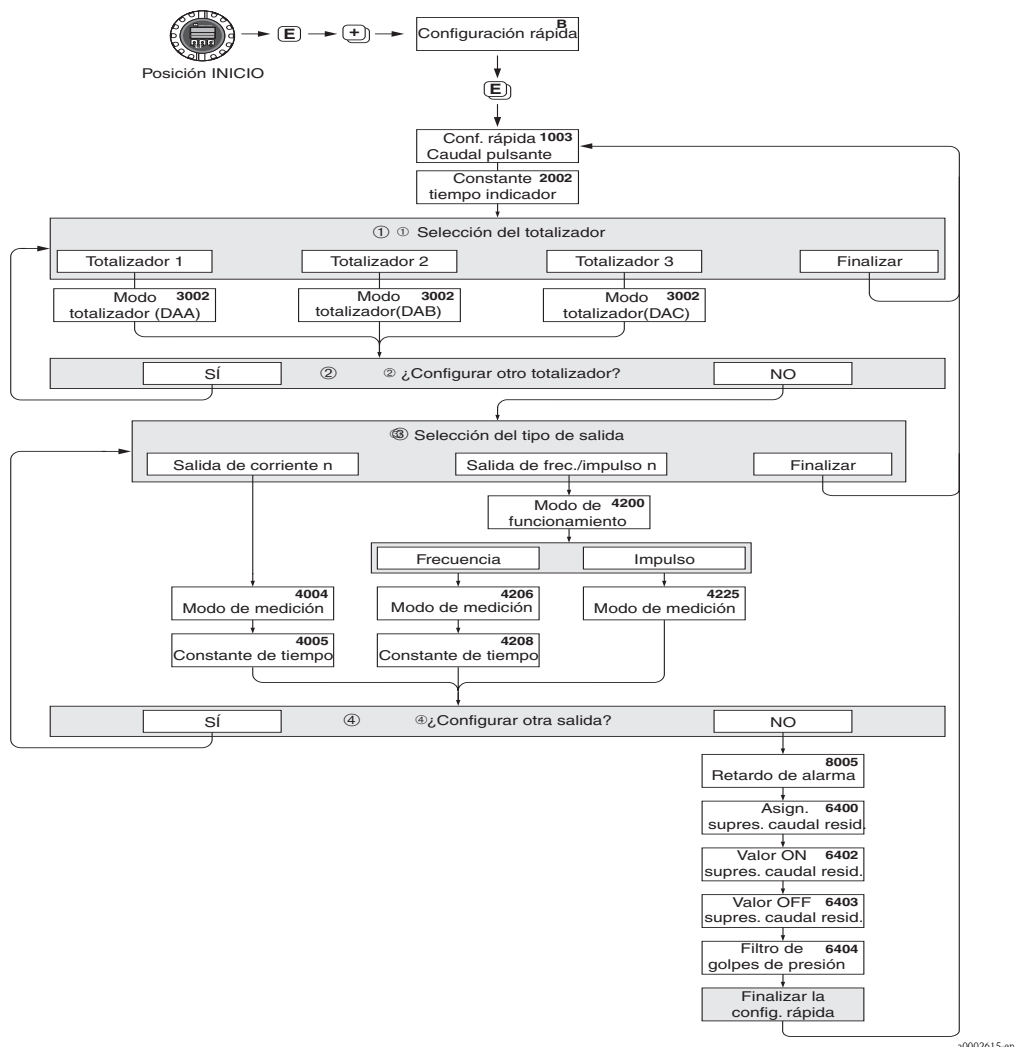 B
Configuración rápida
E
+
Posición INICIO
E
Conf. rápida 1003
Caudal pulsante
Constante 2002
tiempo indicador
① ① Selección del totalizador
Totalizador 1
Totalizador 2
Totalizador 3
Finalizar
Modo 3002
totalizador (DAA)
Modo 3002
totalizador(DAB)
Modo 3002
totalizador(DAC)
SÍ
② ② ¿Configurar otro totalizador?
NO
③ Selección del tipo de salida
Salida de corriente n
Salida de frec./impulso n
Finalizar
Modo de 4200
funcionamiento
Frecuencia
Impulso
4004
Modo de medición
4206
Modo de medición
4225
Modo de medición
4005
Constante de tiempo
4208
Constante de tiempo
SÍ
④ ④¿Configurar otra salida?
NO
8005
Retardo de alarma
Asign. 6400
supres. caudal resid.
Valor ON 6402
supres. caudal resid.
Valor OFF 6403
supres. caudal resid.
Filtro de 6404
golpes de presión
Finalizar la
config. rápida
a0002615-en